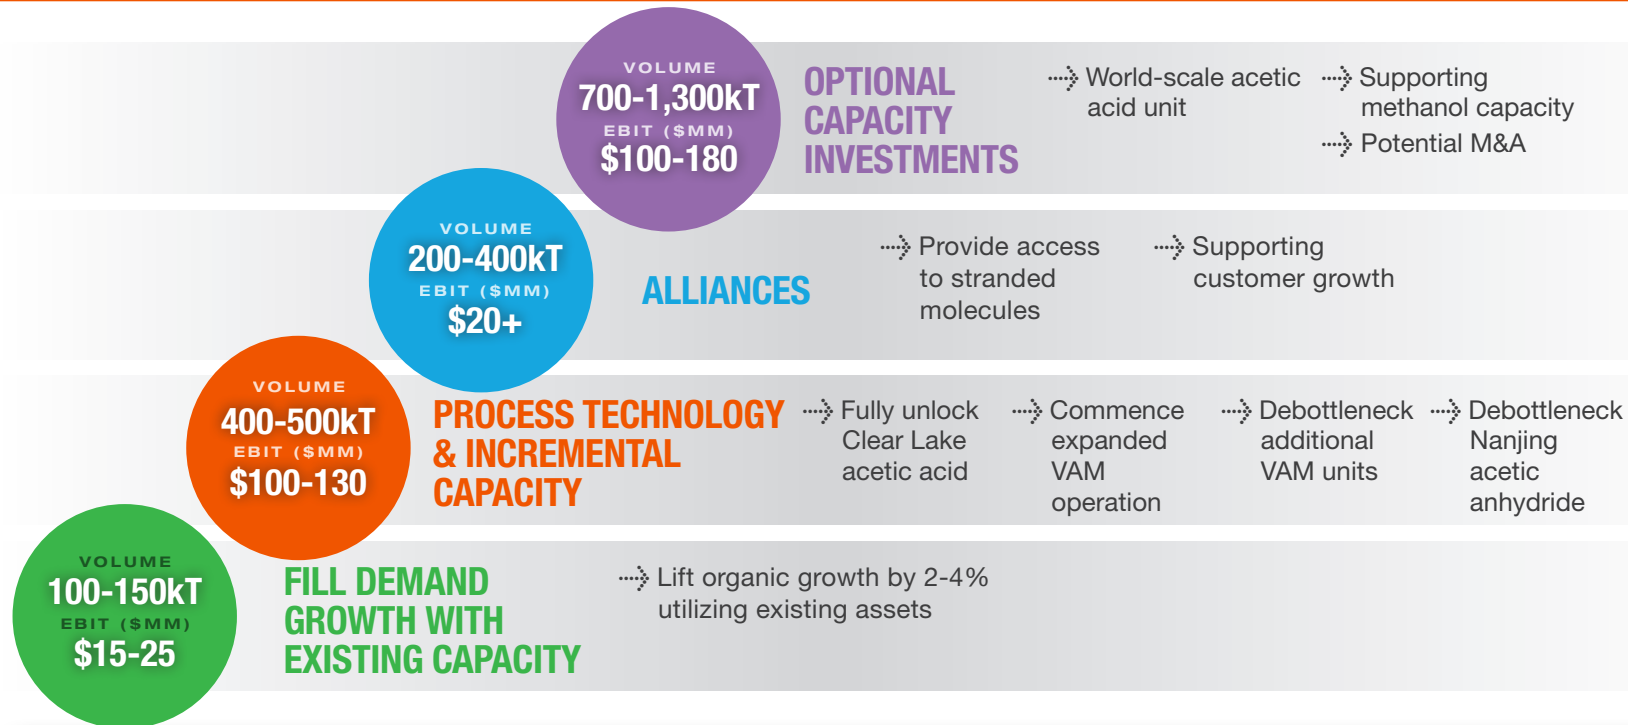 VOLUME
700-1,300kT
EBIT ($MM)
$100-180
OPTIONAL
CAPACITY
INVESTMENTS
World-scale acetic
acid unit
Supporting
methanol capacity
Potential M&A
VOLUME
200-400kT
EBIT ($MM)
$20+
ALLIANCES
Provide access
to stranded
molecules
Supporting
customer growth
VOLUME
400-500kT
EBIT ($MM)
$100-130
PROCESS TECHNOLOGY
& INCREMENTAL
CAPACITY
Fully unlock
Clear Lake
acetic acid
Commence
expanded
VAM
operation
Debottleneck
additional
VAM units
Debottleneck
Nanjing
acetic
anhydride
VOLUME
100-150kT
EBIT ($MM)
$15-25
FILL DEMAND
GROWTH WITH
EXISTING CAPACITY
Lift organic growth by 2-4%
utilizing existing assets